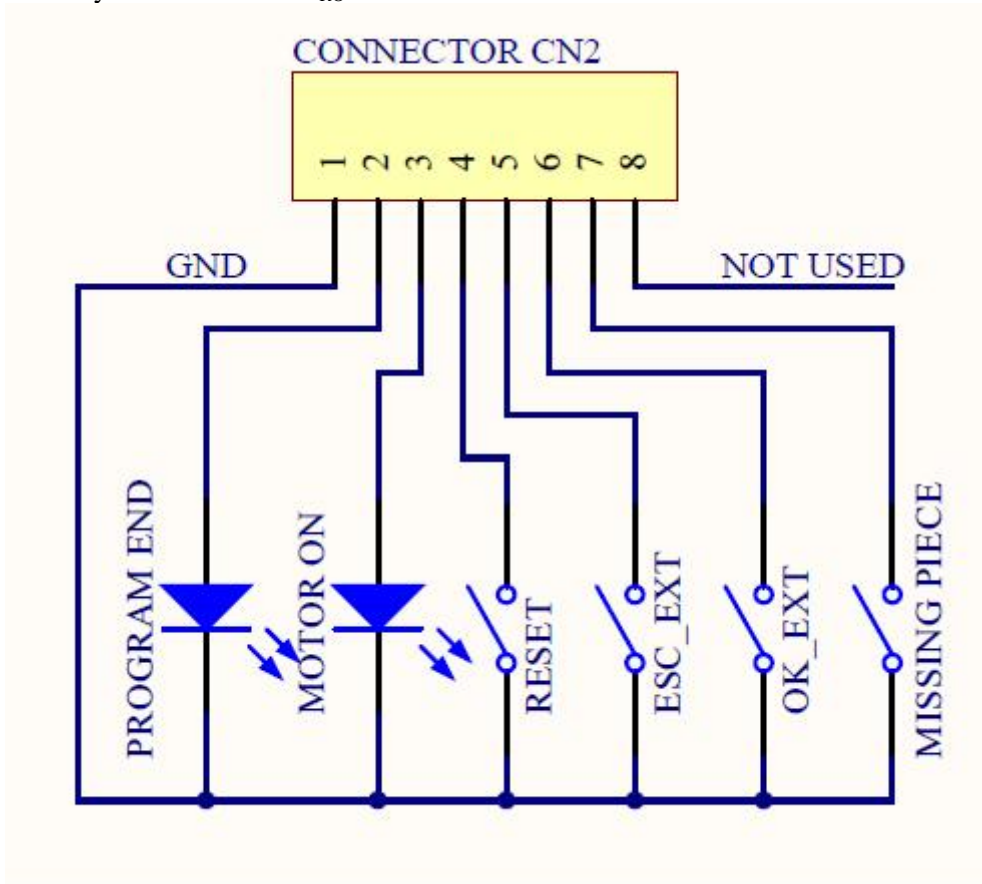 CONNECTOR CN2
1 2 3 4 5 6 7 8
GND
NOT USED
PROGRAM END
MOTOR ON
RESET
ESC_EXT
OK_EXT
MISSING PIECE